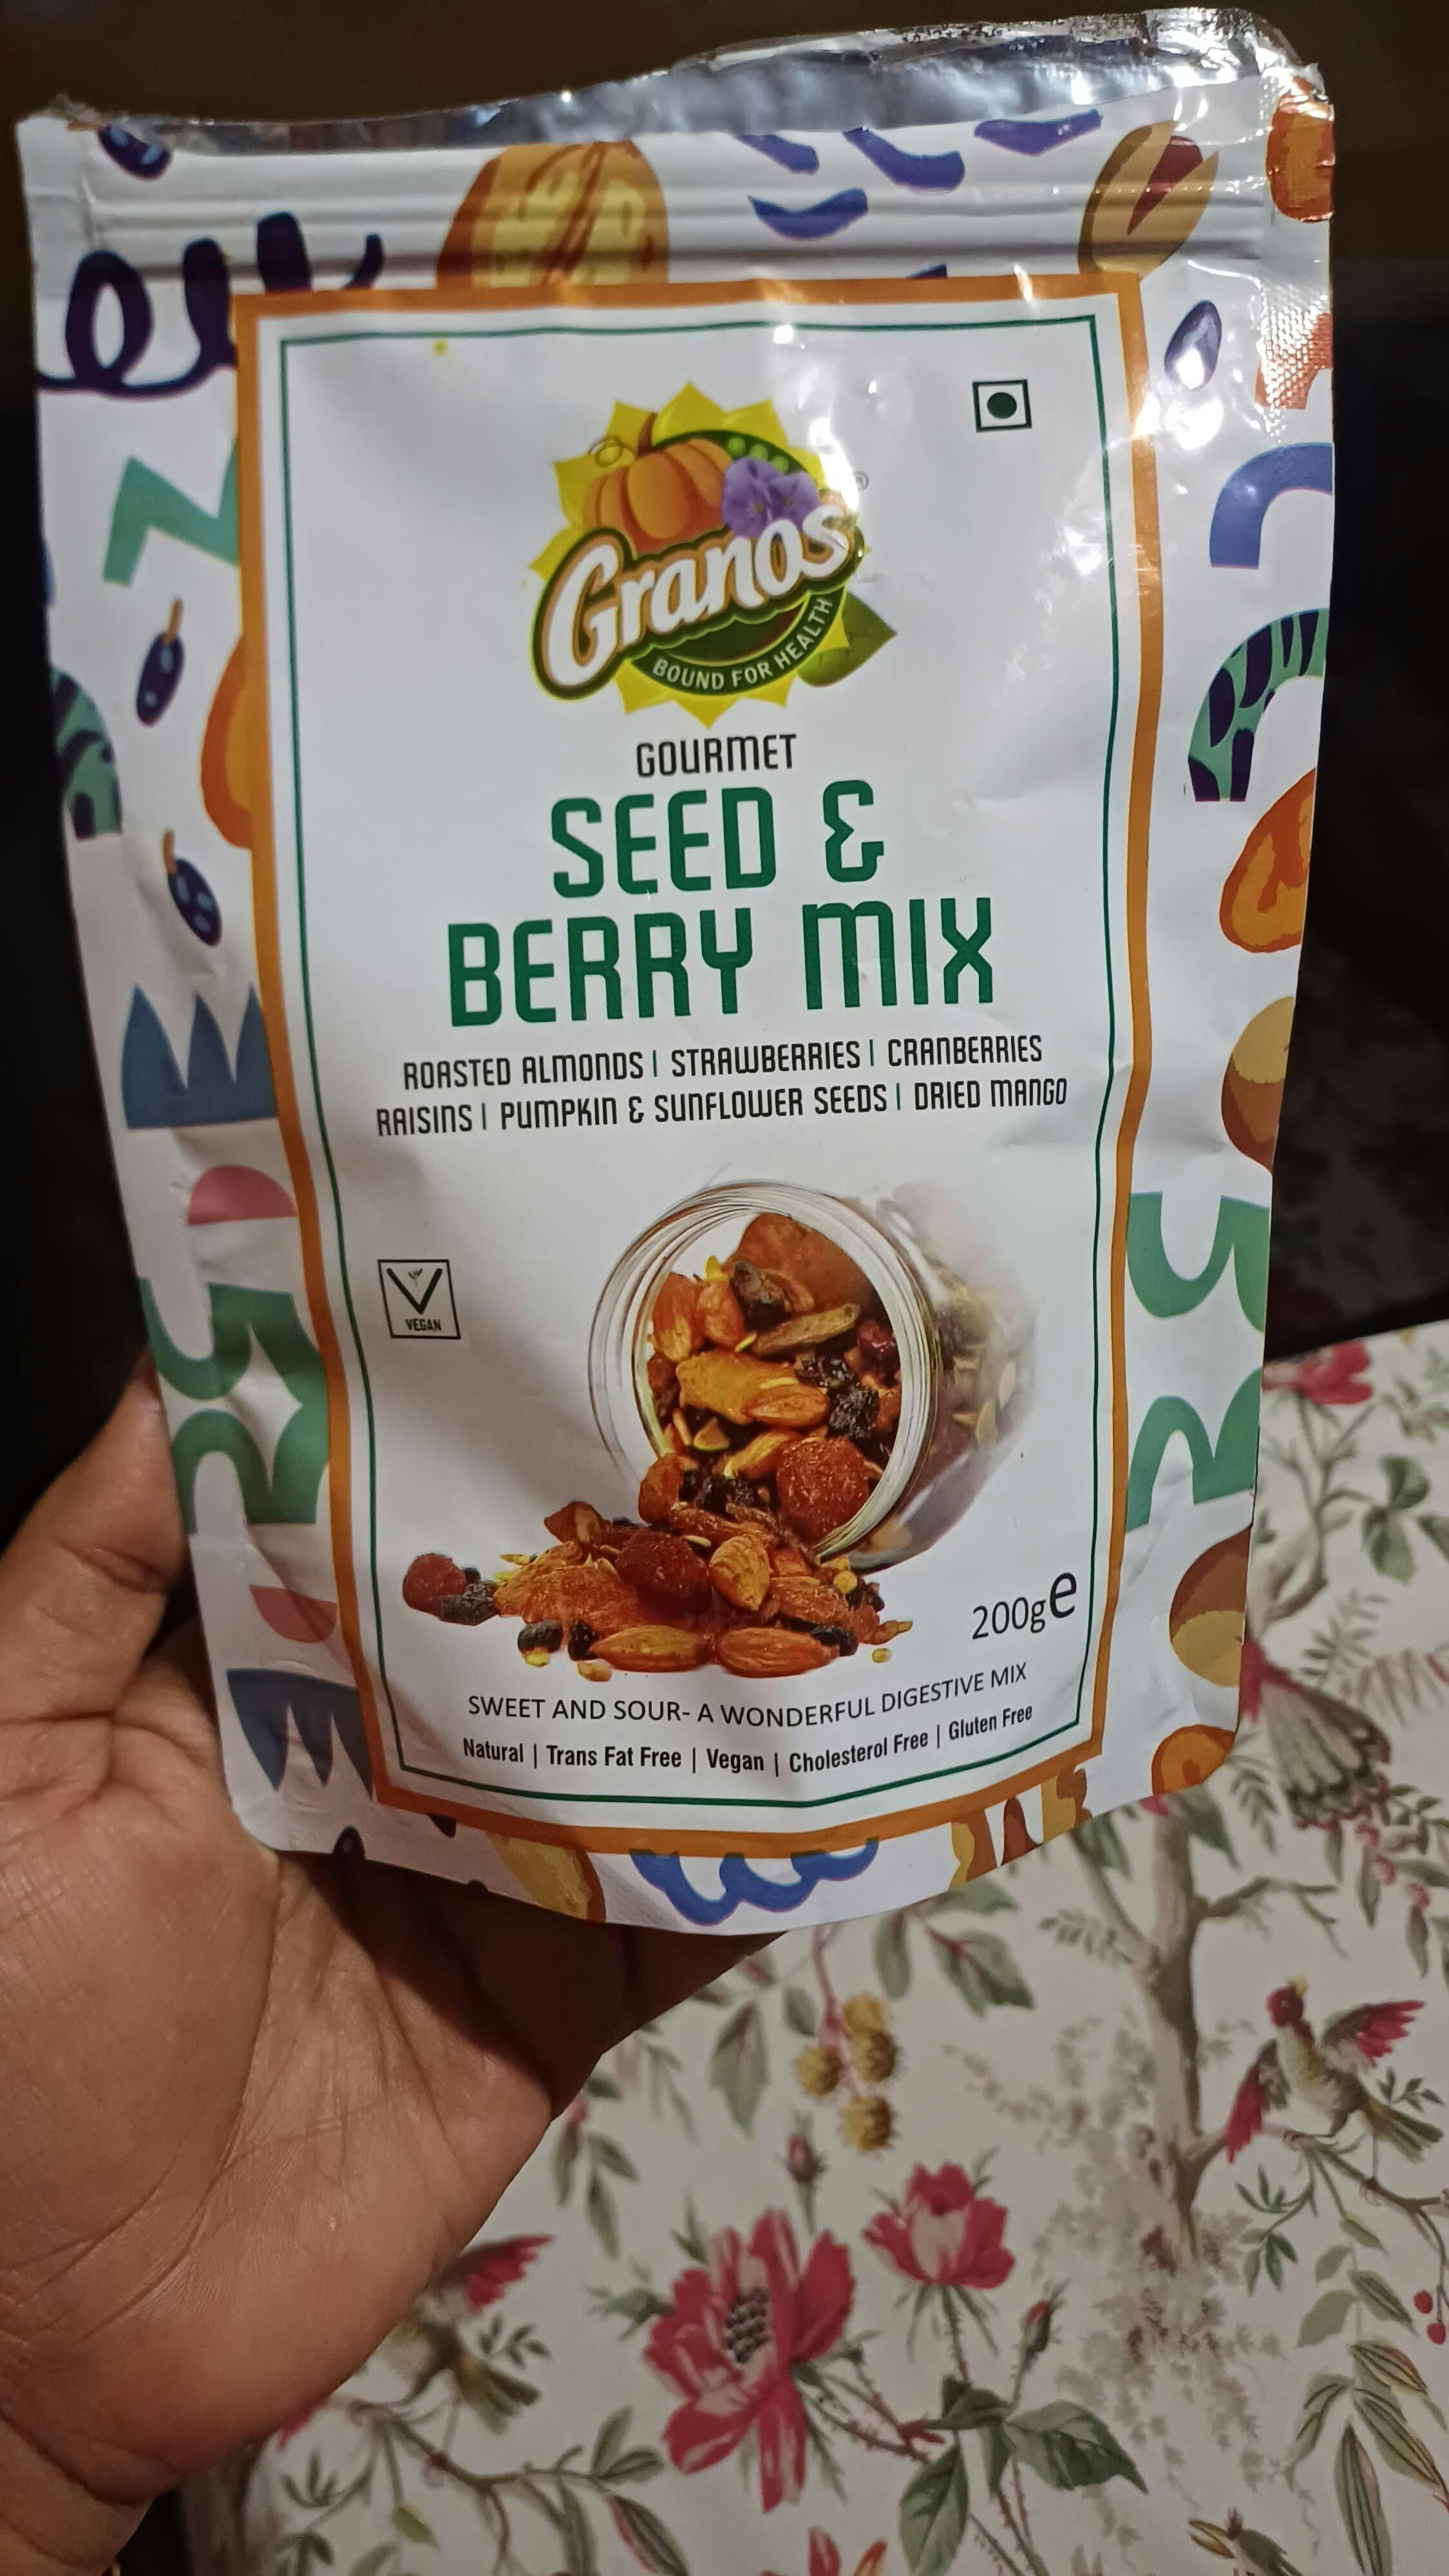 Granos®
BOUND FOR HEALTH
GOURMET
SEED &
BERRY MIX
ROASTED ALMONDS | STRAWBERRIES | CRANBERRIES
RAISINS | PUMPKIN & SUNFLOWER SEEDS | DRIED MANGO
VEGAN
200g℮
SWEET AND SOUR- A WONDERFUL DIGESTIVE MIX
Natural | Trans Fat Free | Vegan | Cholesterol Free | Gluten Free